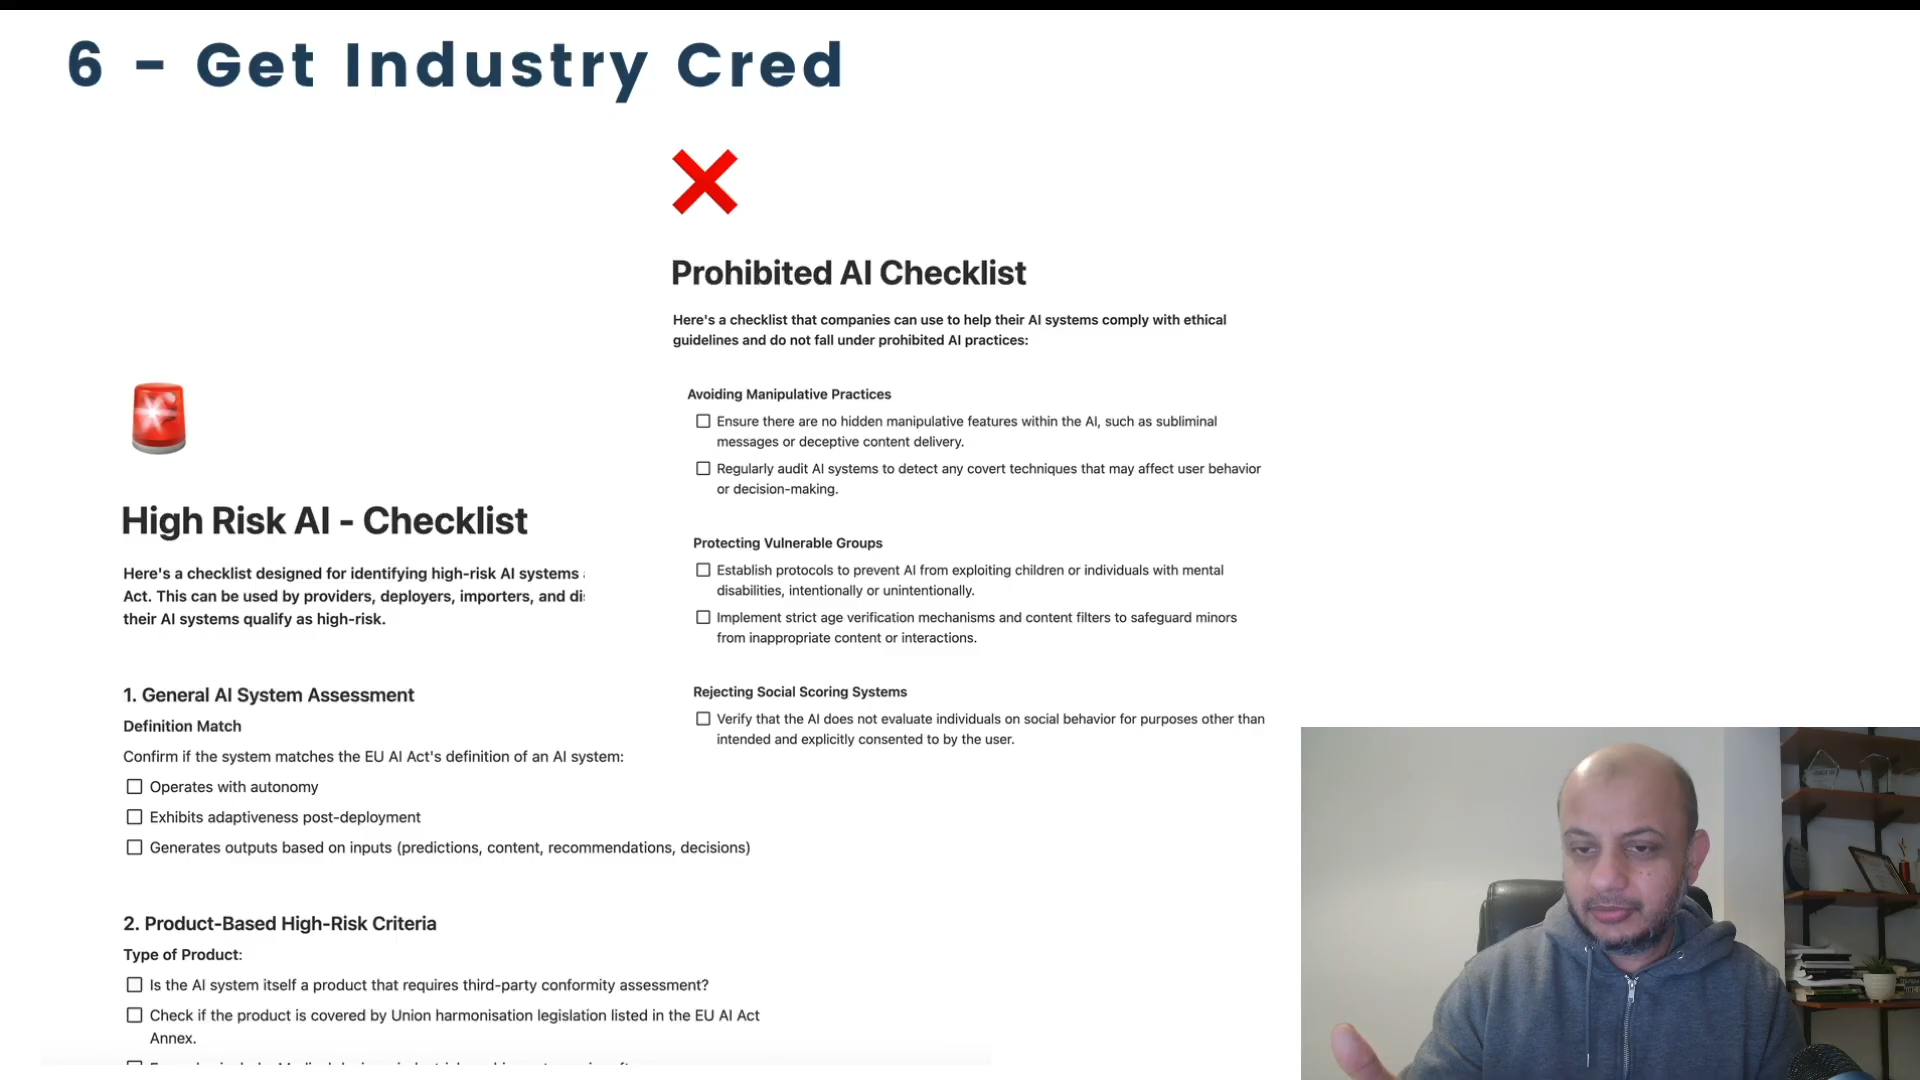 6 - Get Industry Cred
Prohibited AI Checklist
Here's a checklist that companies can use to help their AI systems comply with ethical
guidelines and do not fall under prohibited AI practices:
Avoiding Manipulative Practices
Ensure there are no hidden manipulative features within the AI, such as subliminal
messages or deceptive content delivery.
Regularly audit AI systems to detect any covert techniques that may affect user behavior
or decision-making.
Protecting Vulnerable Groups
Establish protocols to prevent AI from exploiting children or individuals with mental
disabilities, intentionally or unintentionally.
Implement strict age verification mechanisms and content filters to safeguard minors
from inappropriate content or interactions.
Rejecting Social Scoring Systems
Verify that the AI does not evaluate individuals on social behavior for purposes other than
intended and explicitly consented to by the user.
High Risk AI - Checklist
Here's a checklist designed for identifying high-risk AI systems
Act. This can be used by providers, deployers, importers, and
their AI systems qualify as high-risk.
1. General AI System Assessment
Definition Match
Confirm if the system matches the EU AI Act's definition of an AI system:
Operates with autonomy
Exhibits adaptiveness post-deployment
Generates outputs based on inputs (predictions, content, recommendations, decisions)
2. Product-Based High-Risk Criteria
Type of Product:
Is the AI system itself a product that requires third-party conformity assessment?
Check if the product is covered by Union harmonisation legislation listed in the EU AI Act
Annex.